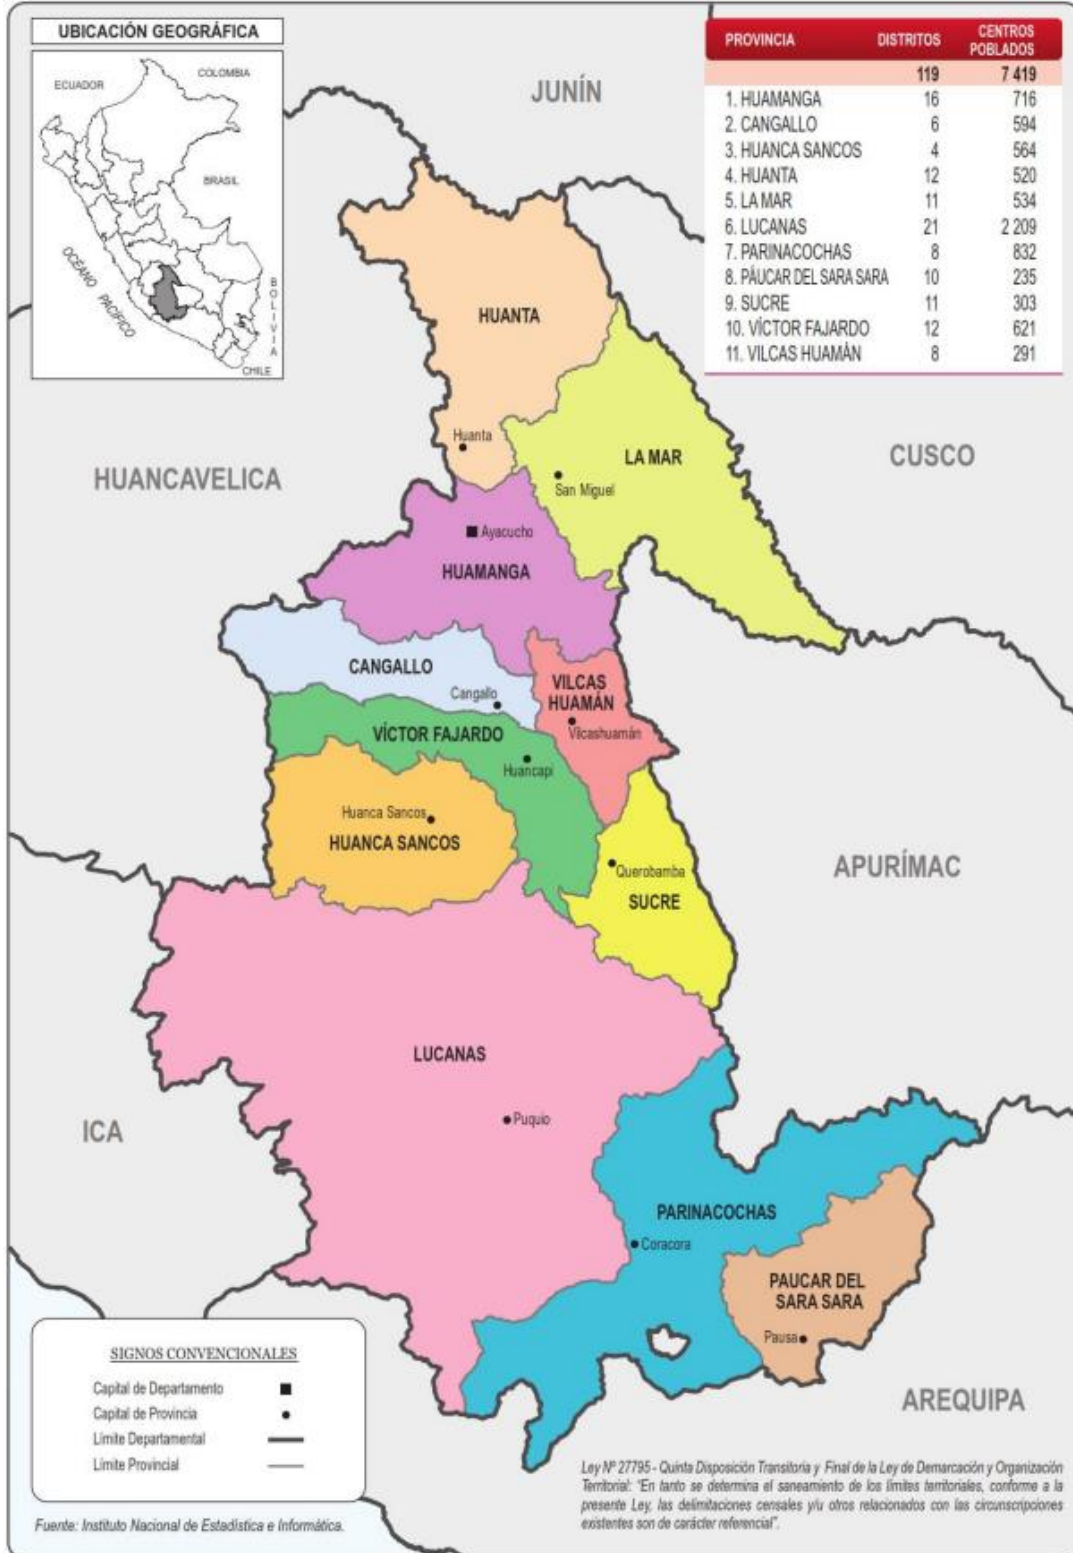 UBICACIÓN GEOGRÁFICA
ECUADOR
COLOMBIA
BRASIL
OCÉANO PACÍFICO
BOLIVIA
CHILE
PROVINCIA DISTRITOS CENTROS POBLADOS
119 7 419
1. HUAMANGA 16 716
2. CANGALLO 6 594
3. HUANCA SANCOS 4 564
4. HUANTA 12 520
5. LA MAR 11 534
6. LUCANAS 21 2 209
7. PARINACOCHAS 8 832
8. PÁUCAR DEL SARA SARA 10 235
9. SUCRE 11 303
10. VÍCTOR FAJARDO 12 621
11. VILCAS HUAMÁN 8 291
JUNÍN
HUANTA
Huanta
LA MAR
San Miguel
CUSCO
HUANCAVELICA
Ayacucho
HUAMANGA
CANGALLO
Cangallo
VILCAS
HUAMÁN
Vilcashuamán
VÍCTOR FAJARDO
Huancapi
Huanca Sancos
HUANCA SANCOS
Querobamba
SUCRE
APURÍMAC
LUCANAS
Puquio
ICA
PARINACOCHAS
Coracora
PAUCAR DEL
SARA SARA
Pausa
AREQUIPA
SIGNOS CONVENCIONALES
Capital de Departamento
Capital de Provincia
Límite Departamental
Límite Provincial
Fuente: Instituto Nacional de Estadística e Informática.
Ley Nº 27795 - Quinta Disposición Transitoria y Final de la Ley de Demarcación y Organización
Territorial: "En tanto se determina el saneamiento de los límites territoriales, conforme a la
presente Ley, las delimitaciones censales y/u otros relacionados con las circunscripciones
existentes son de carácter referencial".